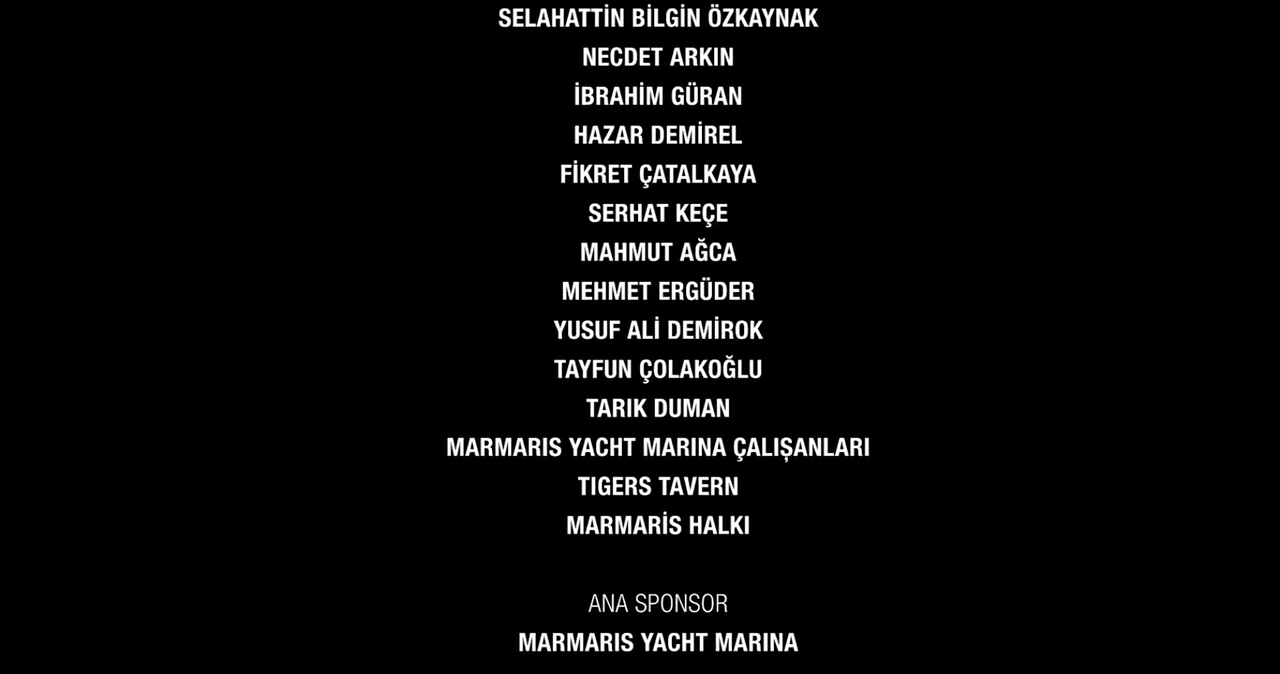 SELAHATTİN BİLGİN ÖZKAYNAK
NECDET ARKIN
İBRAHİM GÜRAN
HAZAR DEMİREL
FİKRET ÇATALKAYA
SERHAT KEÇE
MAHMUT AĞCA
MEHMET ERGÜDER
YUSUF ALİ DEMİROK
TAYFUN ÇOLAKOĞLU
TARIK DUMAN
MARMARIS YACHT MARINA ÇALIŞANLARI
TIGERS TAVERN
MARMARİS HALKI
ANA SPONSOR
MARMARIS YACHT MARINA